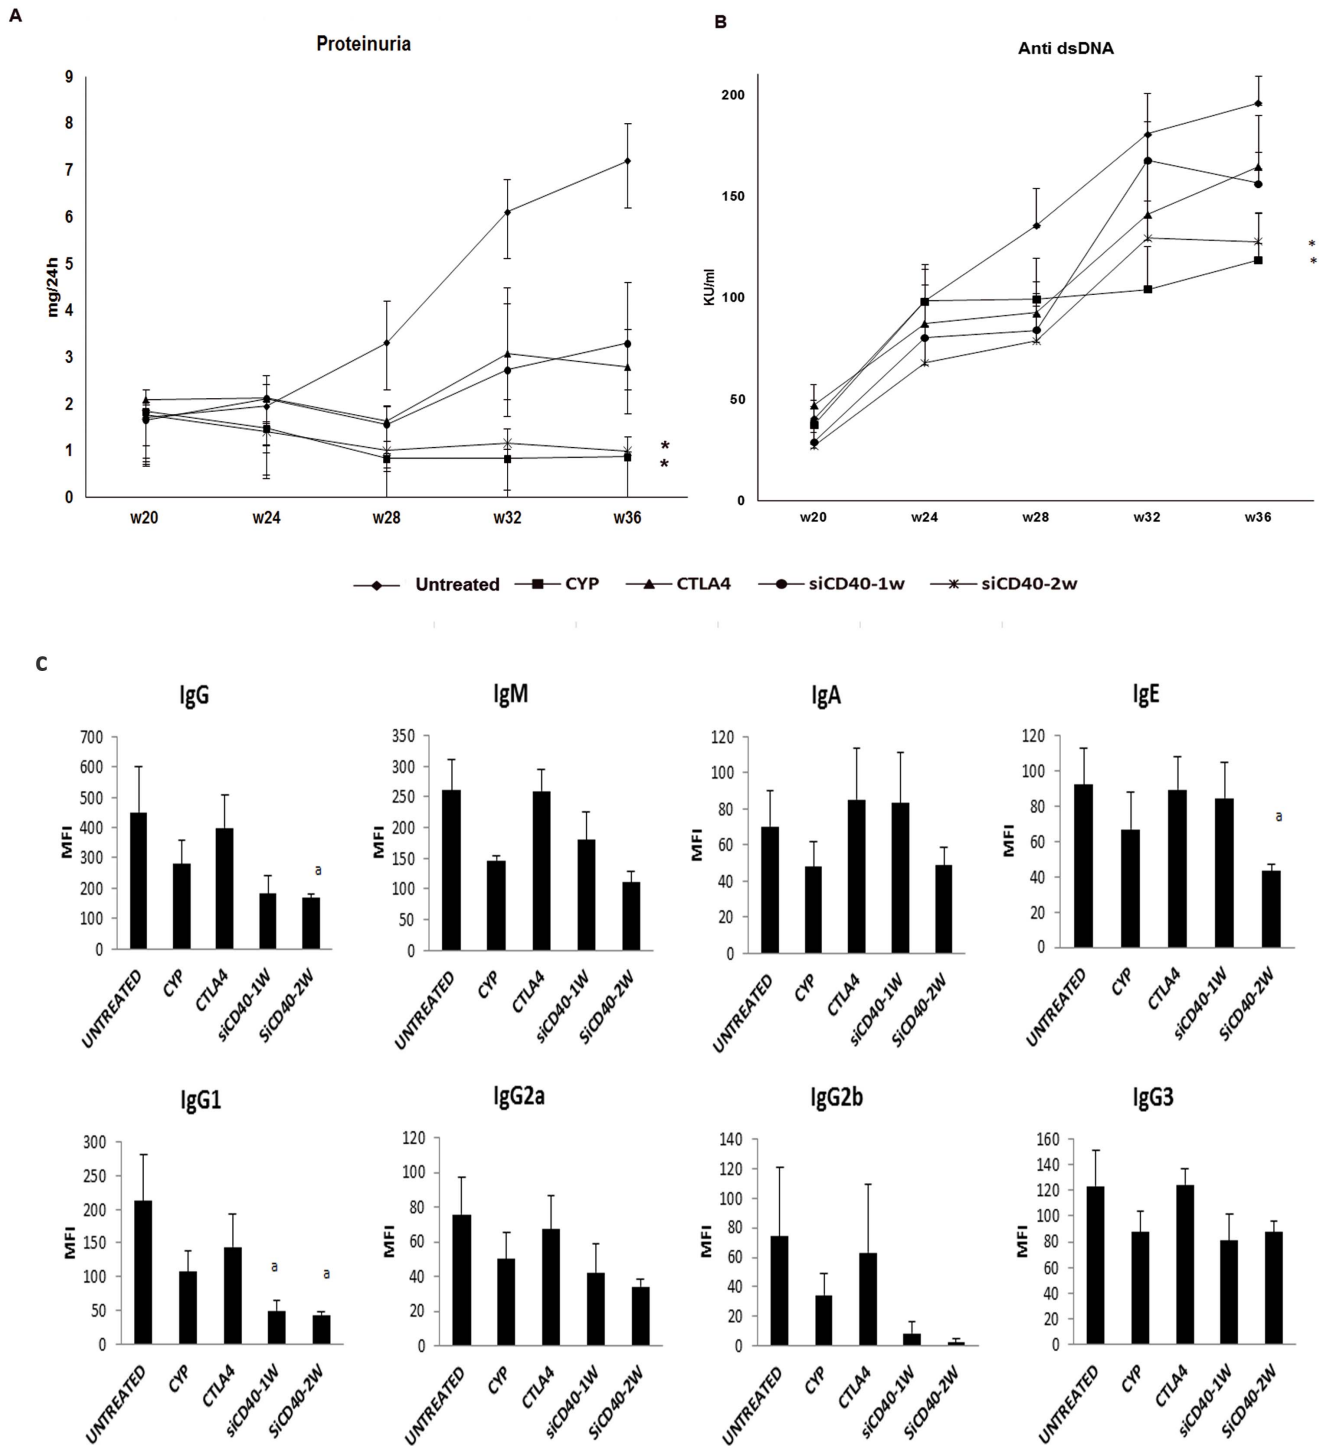 A
Proteinuria
mg/24h
9
8
7
6
5
4
3
2
1
0
w20 w24 w28 w32 w36
*
*
B
Anti dsDNA
KU/ml
200
150
100
50
0
w20 w24 w28 w32 w36
*
*
Untreated CYP CTLA4 siCD40-1w siCD40-2w
C
IgG
MFI
700
600
500
400
300
200
100
0
a
UNTREATED CYP CTLA4 siCD40-1W SiCD40-2W
IgM
MFI
350
300
250
200
150
100
50
0
UNTREATED CYP CTLA4 siCD40-1W SiCD40-2W
IgA
MFI
120
100
80
60
40
20
0
UNTREATED CYP CTLA4 siCD40-1W SiCD40-2W
IgE
MFI
120
100
80
60
40
20
0
a
UNTREATED CYP CTLA4 siCD40-1W SiCD40-2W
IgG1
MFI
300
250
200
150
100
50
0
a a
UNTREATED CYP CTLA4 siCD40-1W SiCD40-2W
IgG2a
MFI
120
100
80
60
40
20
0
UNTREATED CYP CTLA4 siCD40-1W SiCD40-2W
IgG2b
MFI
140
120
100
80
60
40
20
0
UNTREATED CYP CTLA4 siCD40-1W SiCD40-2W
IgG3
MFI
160
140
120
100
80
60
40
20
0
UNTREATED CYP CTLA4 siCD40-1W SiCD40-2W